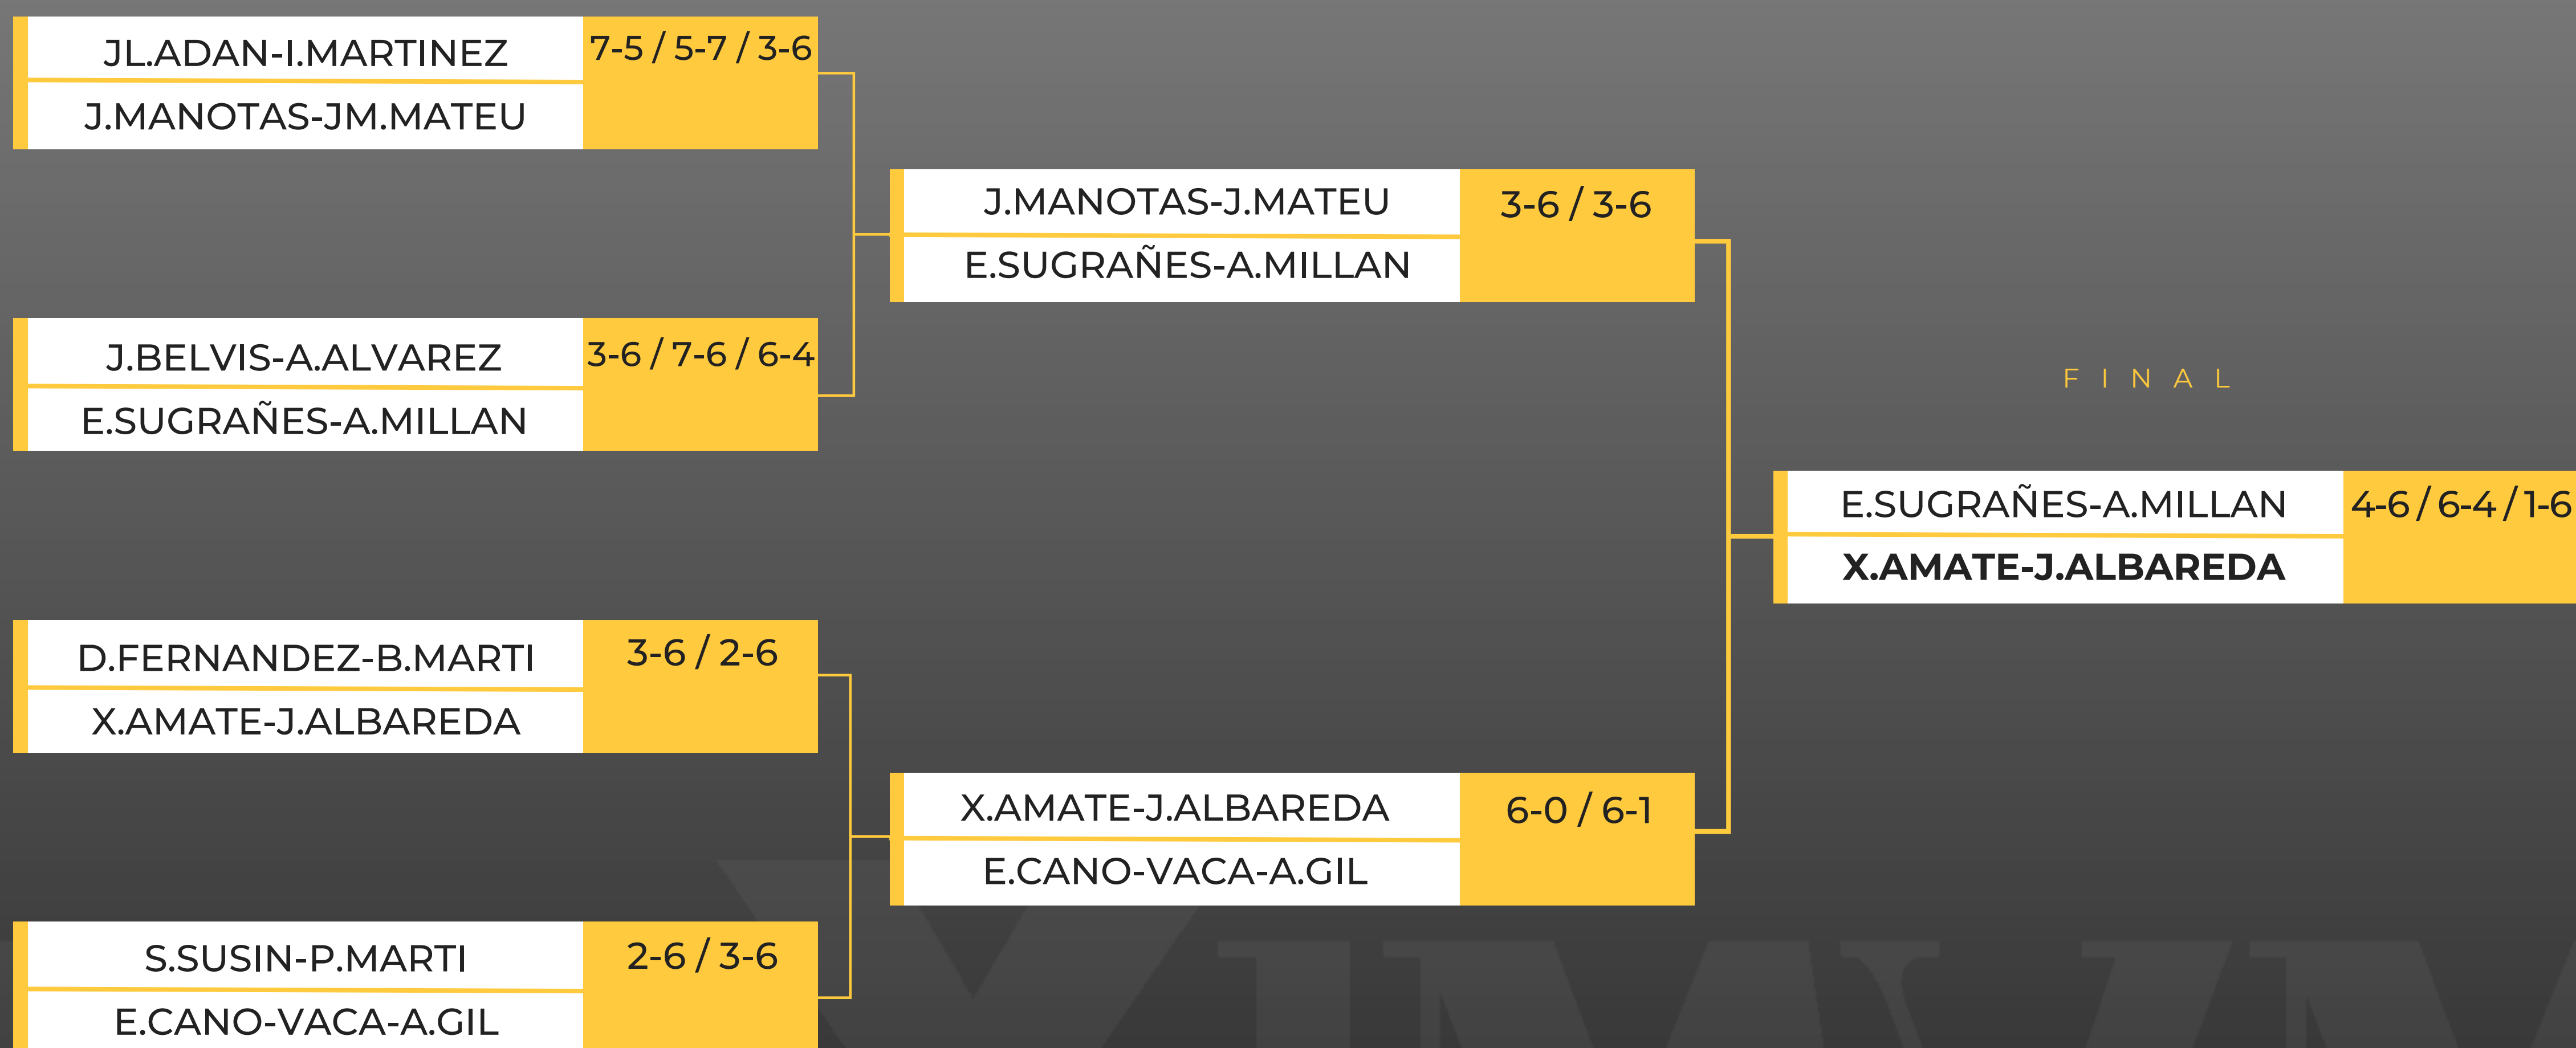 JL.ADAN-I.MARTINEZ
7-5 / 5-7 / 3-6
J.MANOTAS-JM.MATEU
J.BELVIS-A.ALVAREZ
3-6 / 7-6 / 6-4
E.SUGRAÑES-A.MILLAN
D.FERNANDEZ-B.MARTI
3-6 / 2-6
X.AMATE-J.ALBAREDA
S.SUSIN-P.MARTI
2-6 / 3-6
E.CANO-VACA-A.GIL
J.MANOTAS-J.MATEU
3-6 / 3-6
E.SUGRAÑES-A.MILLAN
X.AMATE-J.ALBAREDA
6-0 / 6-1
E.CANO-VACA-A.GIL
FINAL
E.SUGRAÑES-A.MILLAN
4-6 / 6-4 / 1-6
X.AMATE-J.ALBAREDA